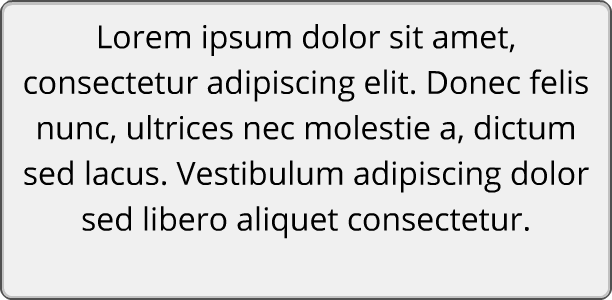 Lorem ipsum dolor sit amet,
consectetur adipiscing elit. Donec felis
nunc, ultrices nec molestie a, dictum
sed lacus. Vestibulum adipiscing dolor
sed libero aliquet consectetur.